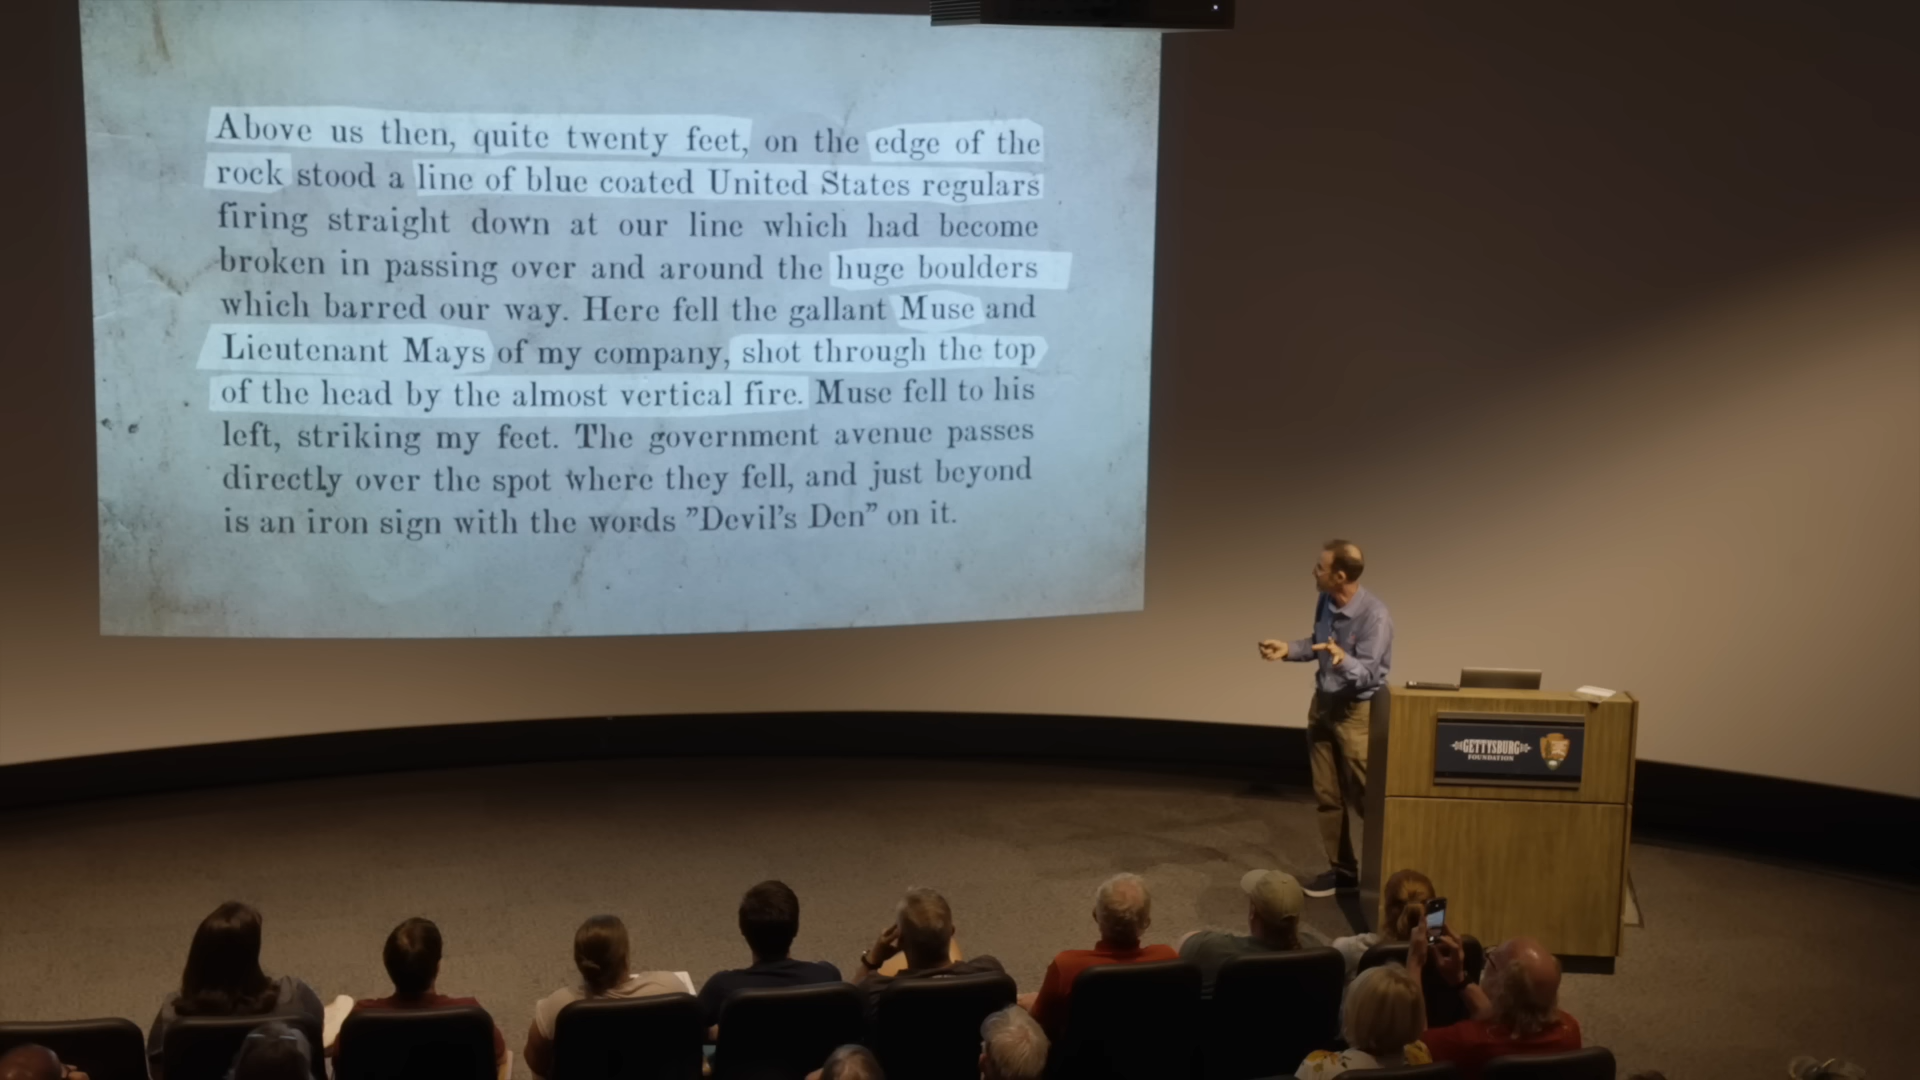 Above us then, quite twenty feet, on the edge of the
rock stood a line of blue coated United States regulars
firing straight down at our line which had become
broken in passing over and around the huge boulders
which barred our way. Here fell the gallant Muse and
Lieutenant Mays of my company, shot through the top
of the head by the almost vertical fire. Muse fell to his
left, striking my feet. The government avenue passes
directly over the spot where they fell, and just beyond
is an iron sign with the words ”Devil’s Den” on it.
GETTYSBURG
FOUNDATION